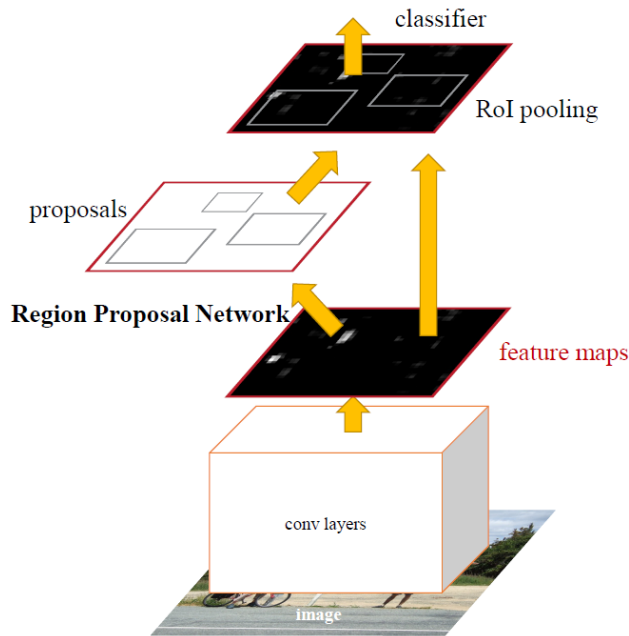 classifier
RoI pooling
proposals
Region Proposal Network
feature maps
conv layers
image